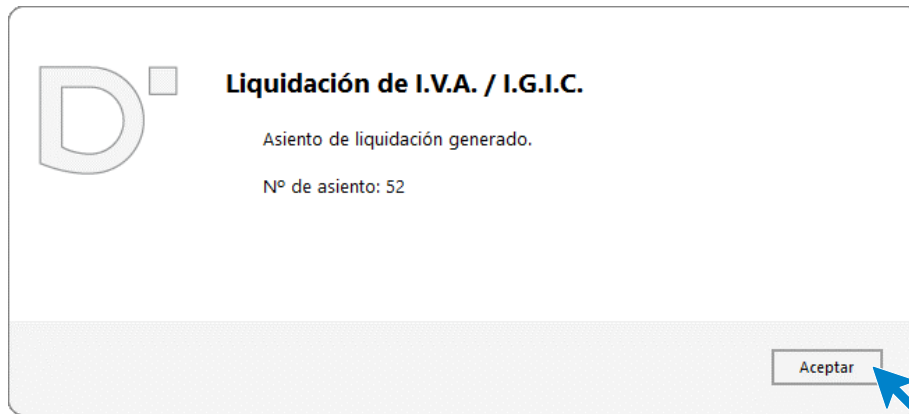 Liquidación de I.V.A. / I.G.I.C.
Asiento de liquidación generado.
Nº de asiento: 52
Aceptar